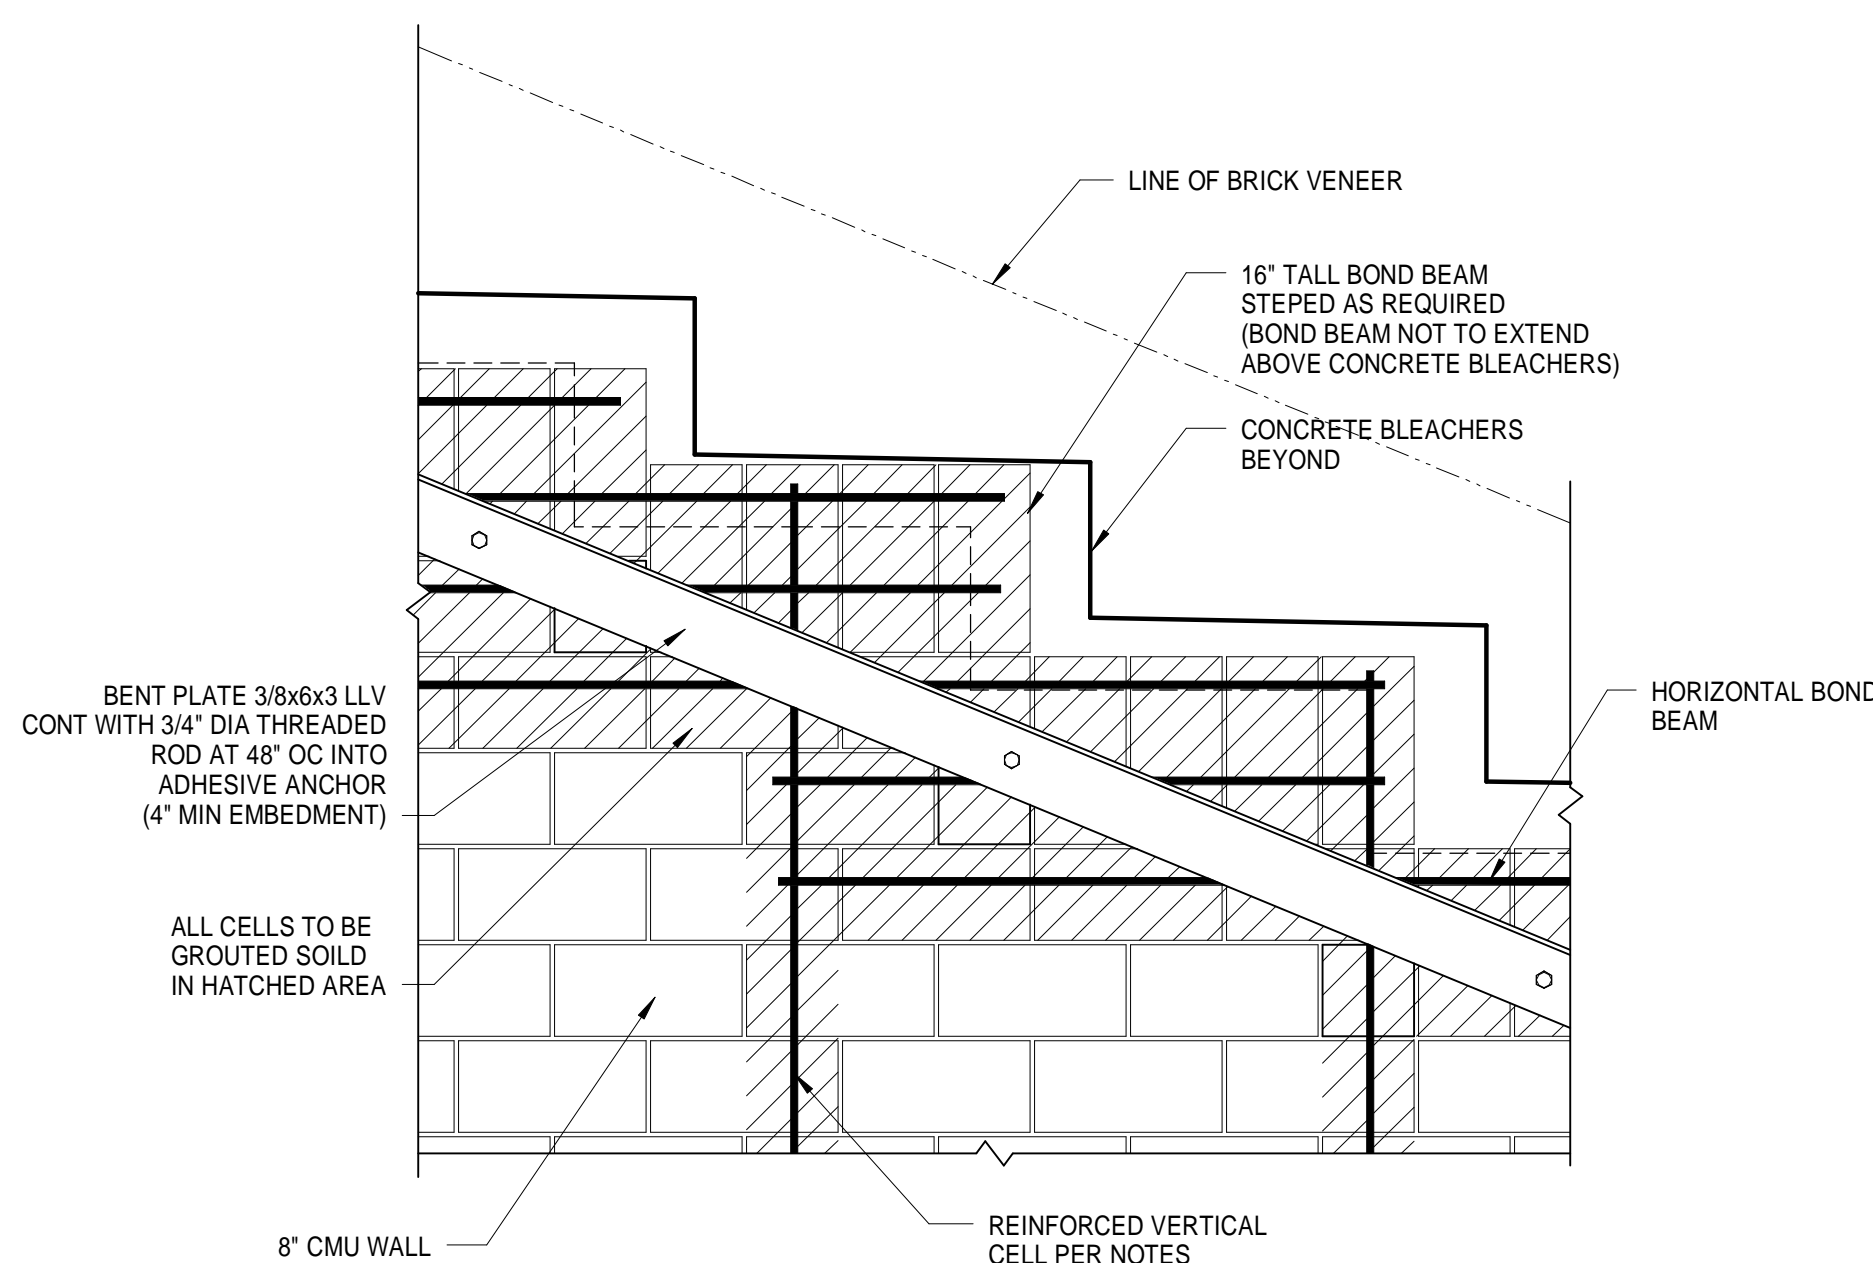 LINE OF BRICK VENEER
16" TALL BOND BEAM
STEPED AS REQUIRED
(BOND BEAM NOT TO EXTEND
ABOVE CONCRETE BLEACHERS)
CONCRETE BLEACHERS
BEYOND
HORIZONTAL BOND
BEAM
BENT PLATE 3/8x6x3 LLV
CONT WITH 3/4" DIA THREADED
ROD AT 48" OC INTO
ADHESIVE ANCHOR
(4" MIN EMBEDMENT)
ALL CELLS TO BE
GROUTED SOILD
IN HATCHED AREA
8" CMU WALL
REINFORCED VERTICAL
CELL PER NOTES